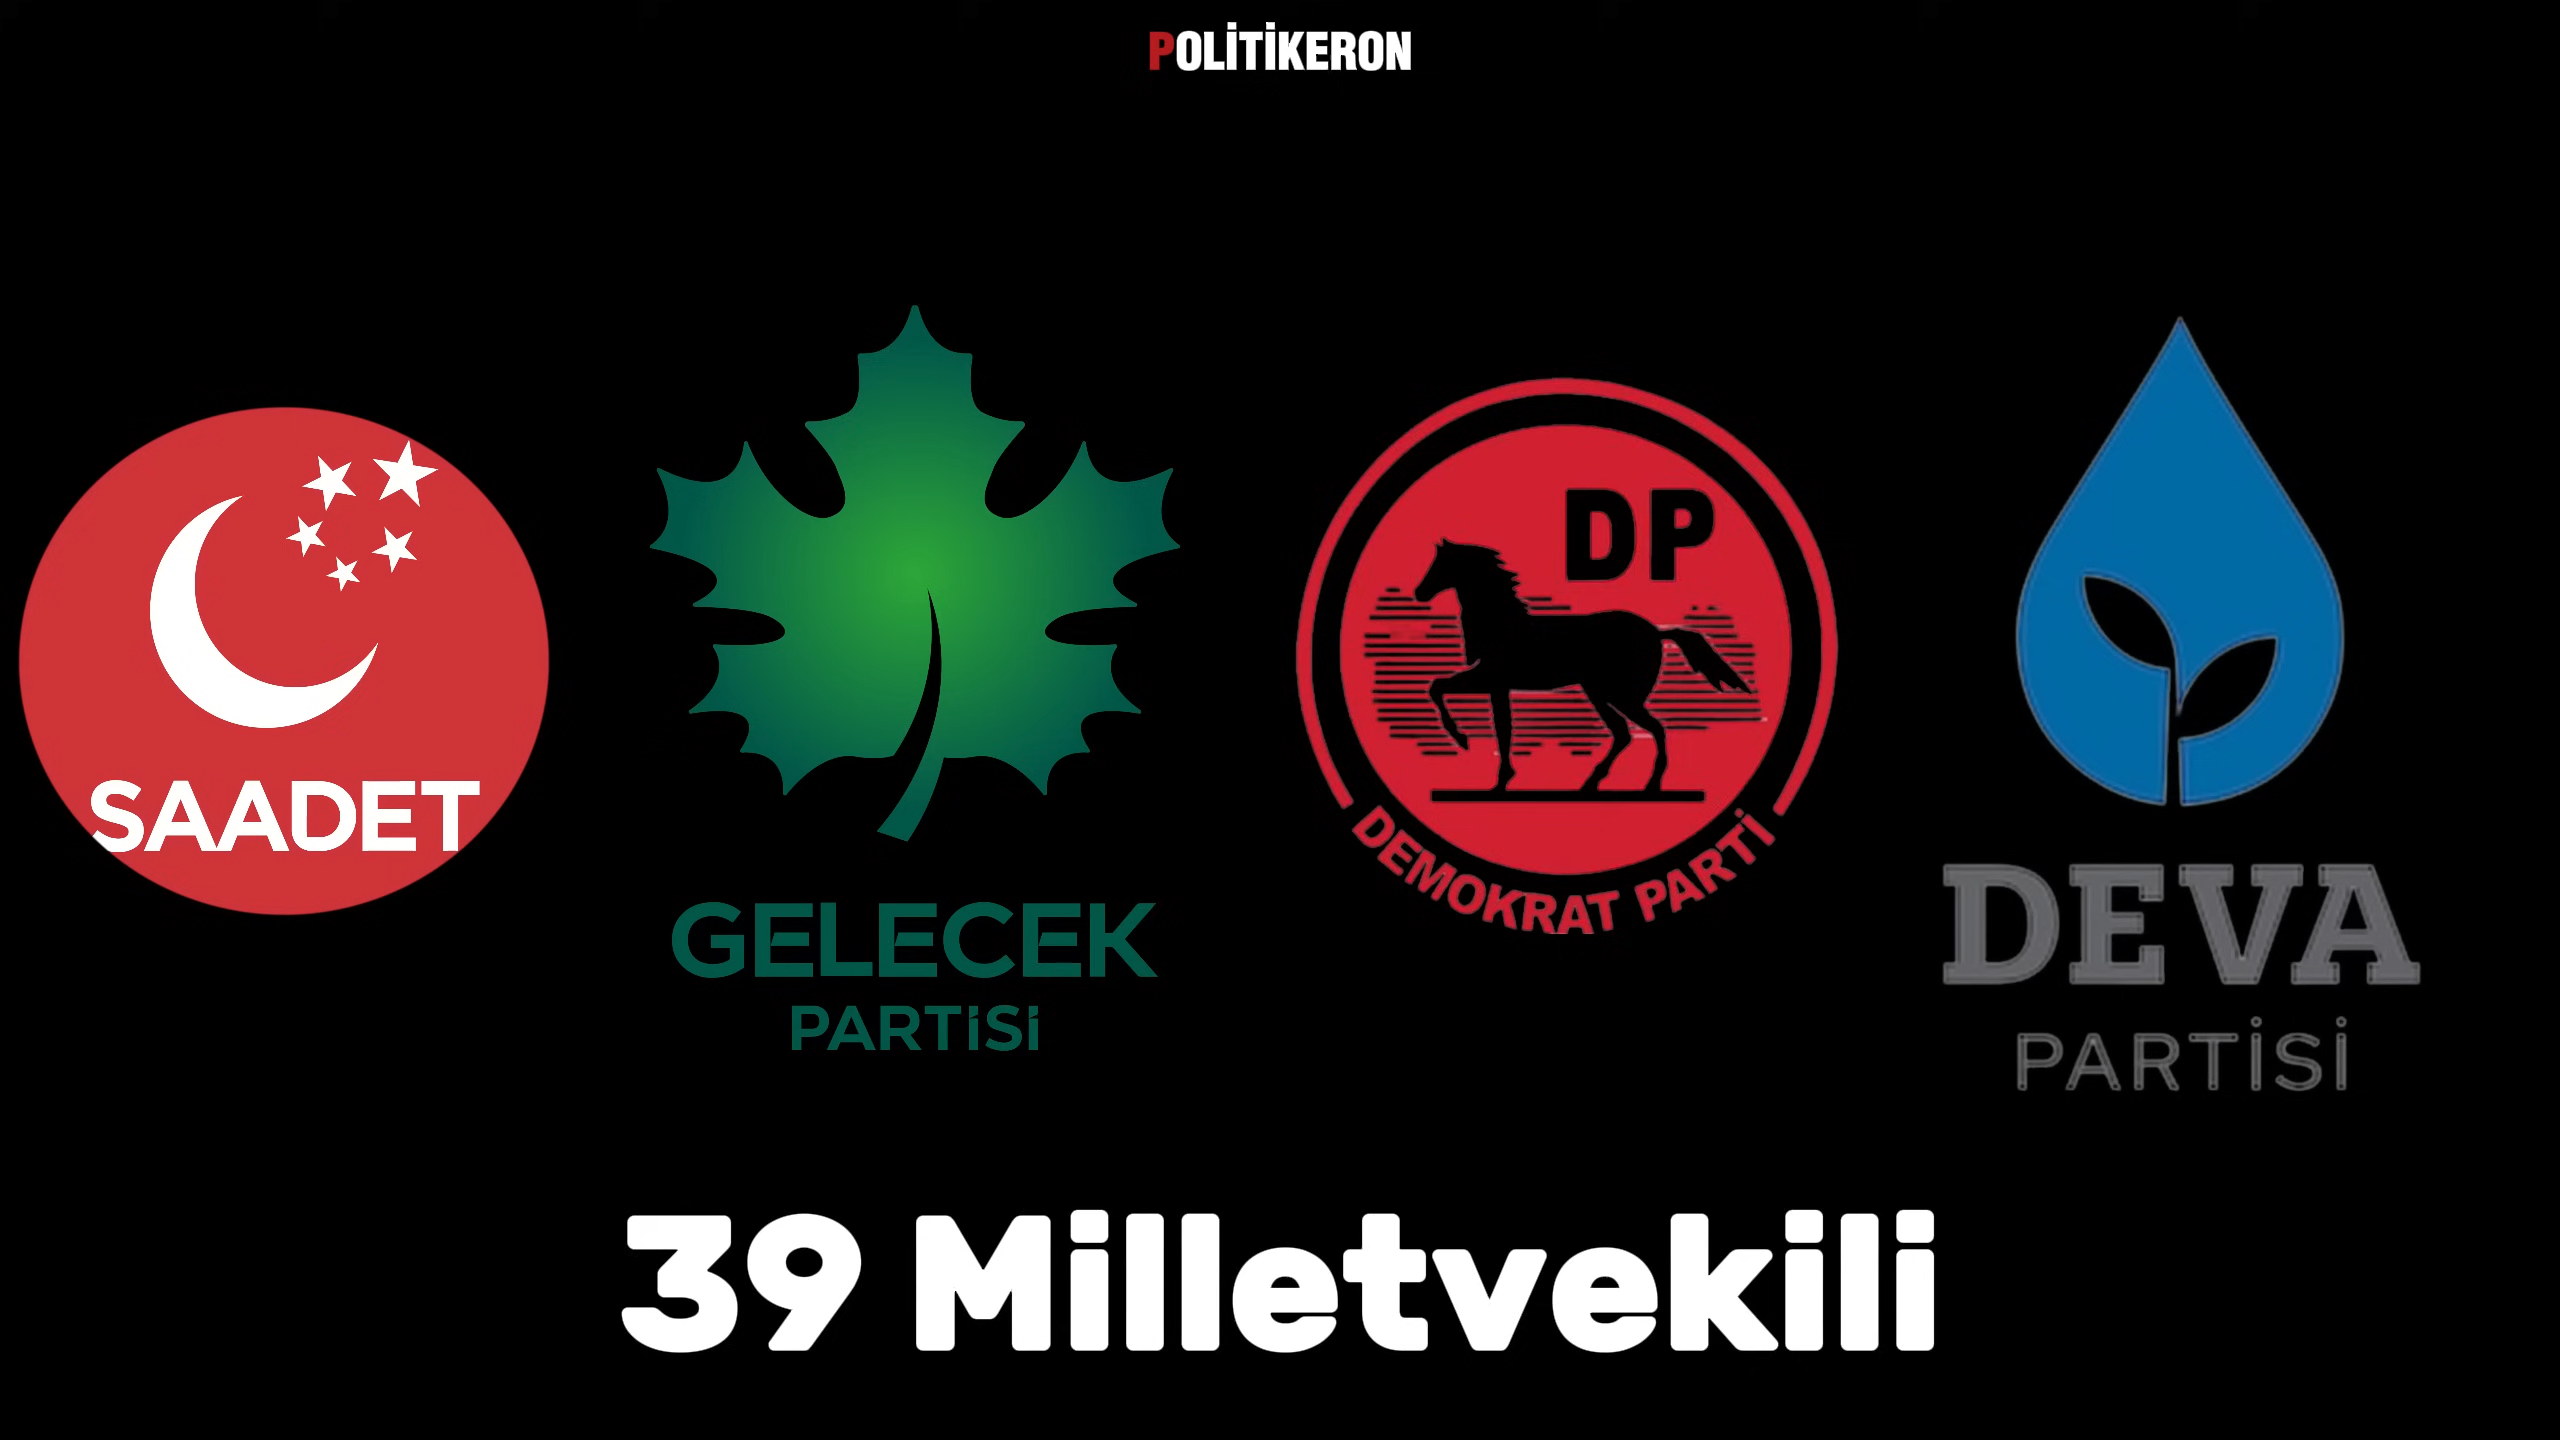 POLİTİKERON
SAADET
GELECEK
PARTİSİ
DP
DEMOKRAT PARTİ
DEVA
PARTİSİ
39 Milletvekili